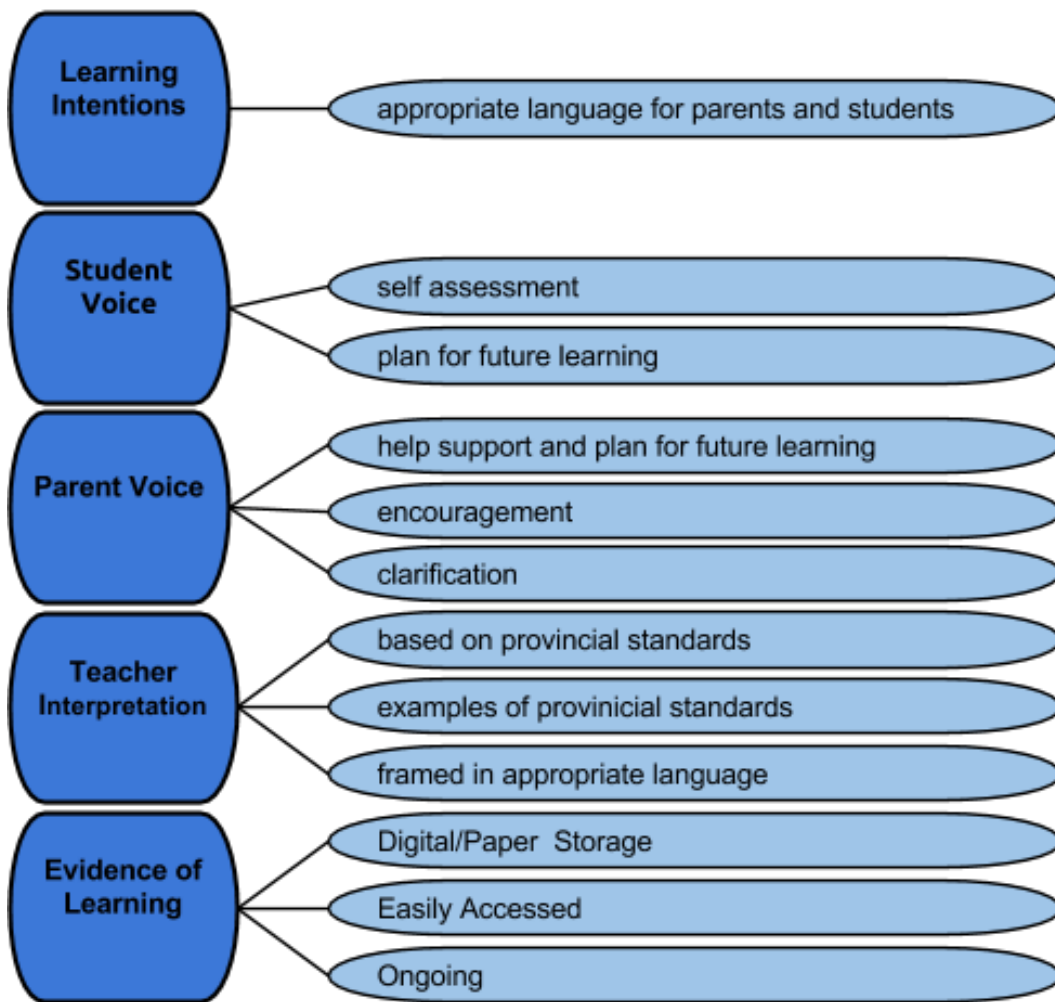 Learning
Intentions
appropriate language for parents and students
Student
Voice
self assessment
plan for future learning
Parent Voice
help support and plan for future learning
encouragement
clarification
Teacher
Interpretation
based on provincial standards
examples of provinicial standards
framed in appropriate language
Evidence of
Learning
Digital/Paper  Storage
Easily Accessed
Ongoing